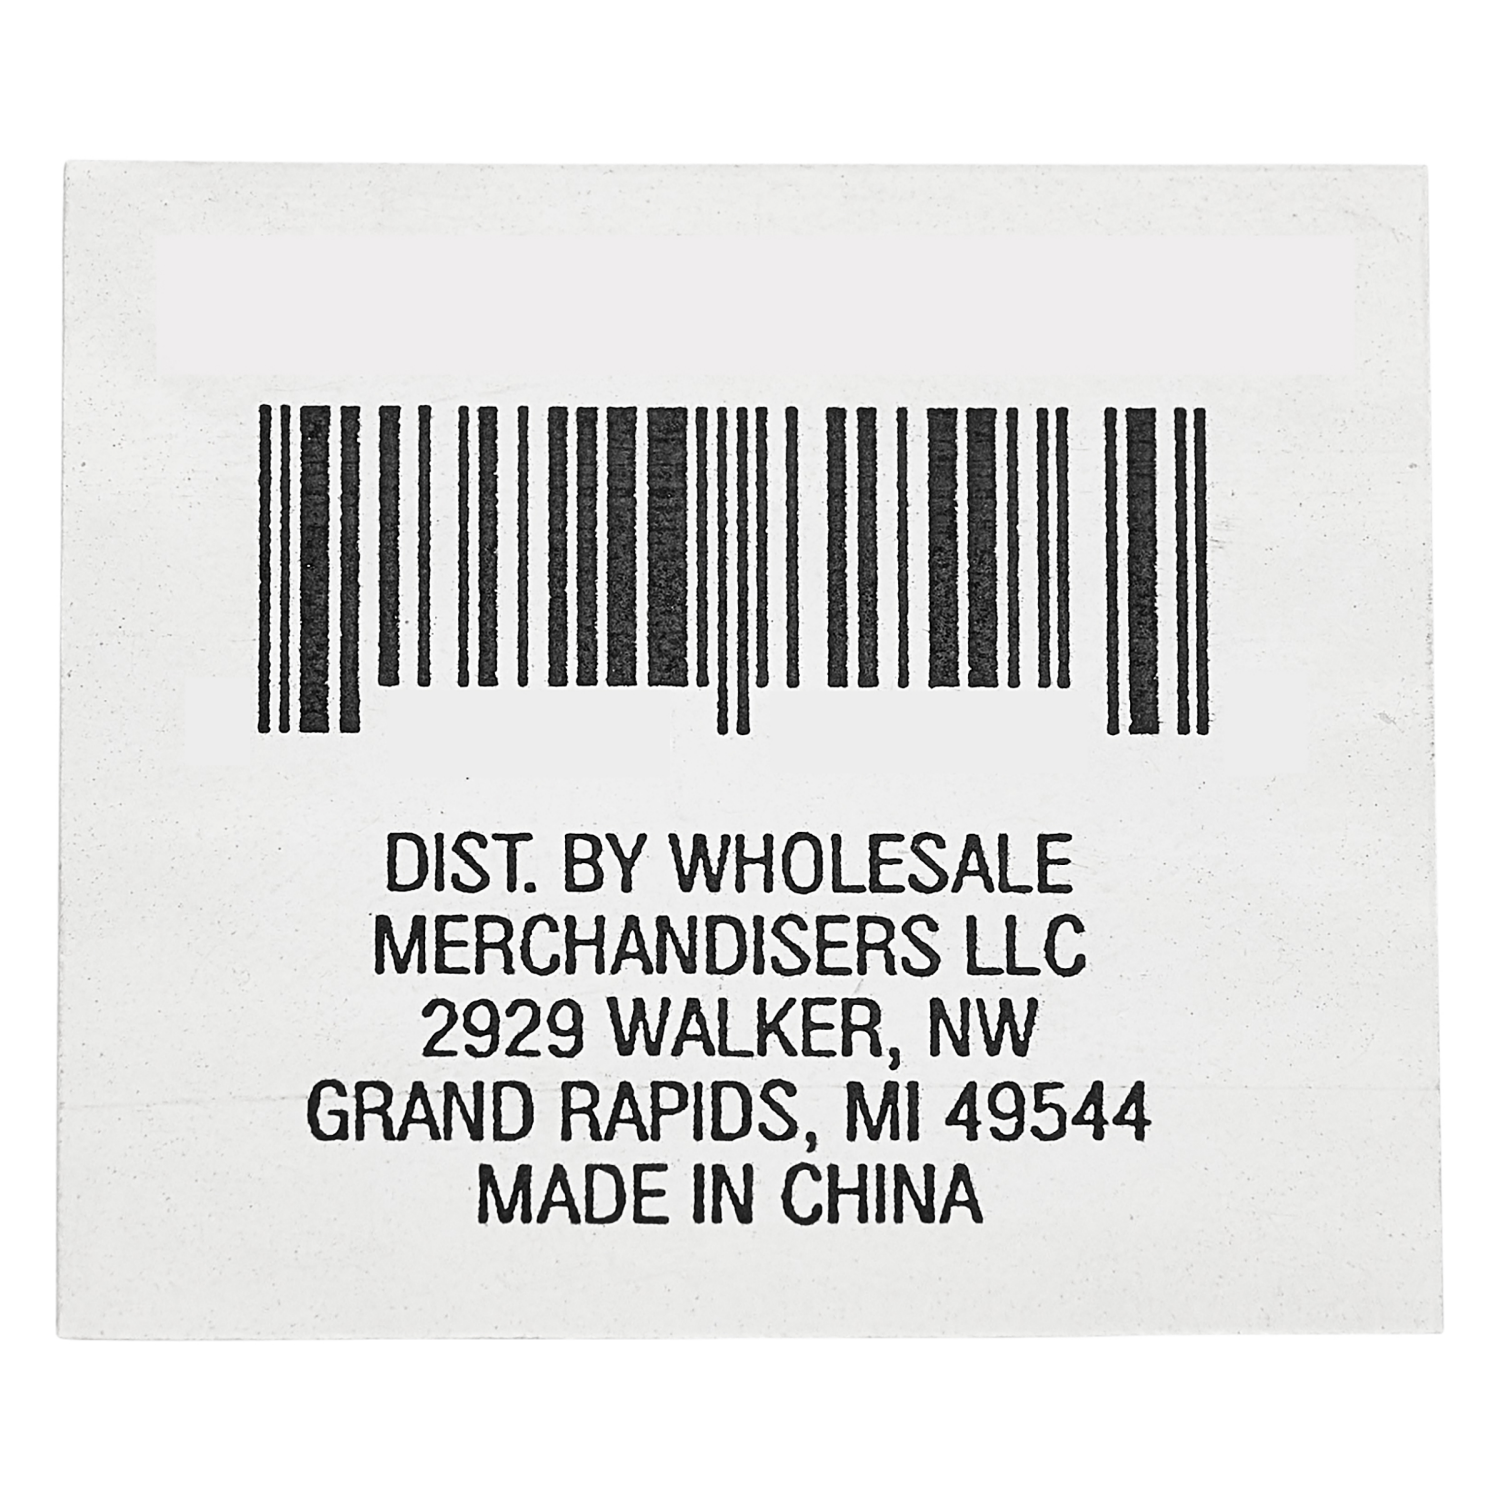 DIST. BY WHOLESALE
MERCHANDISERS LLC
2929 WALKER, NW
GRAND RAPIDS, MI 49544
MADE IN CHINA